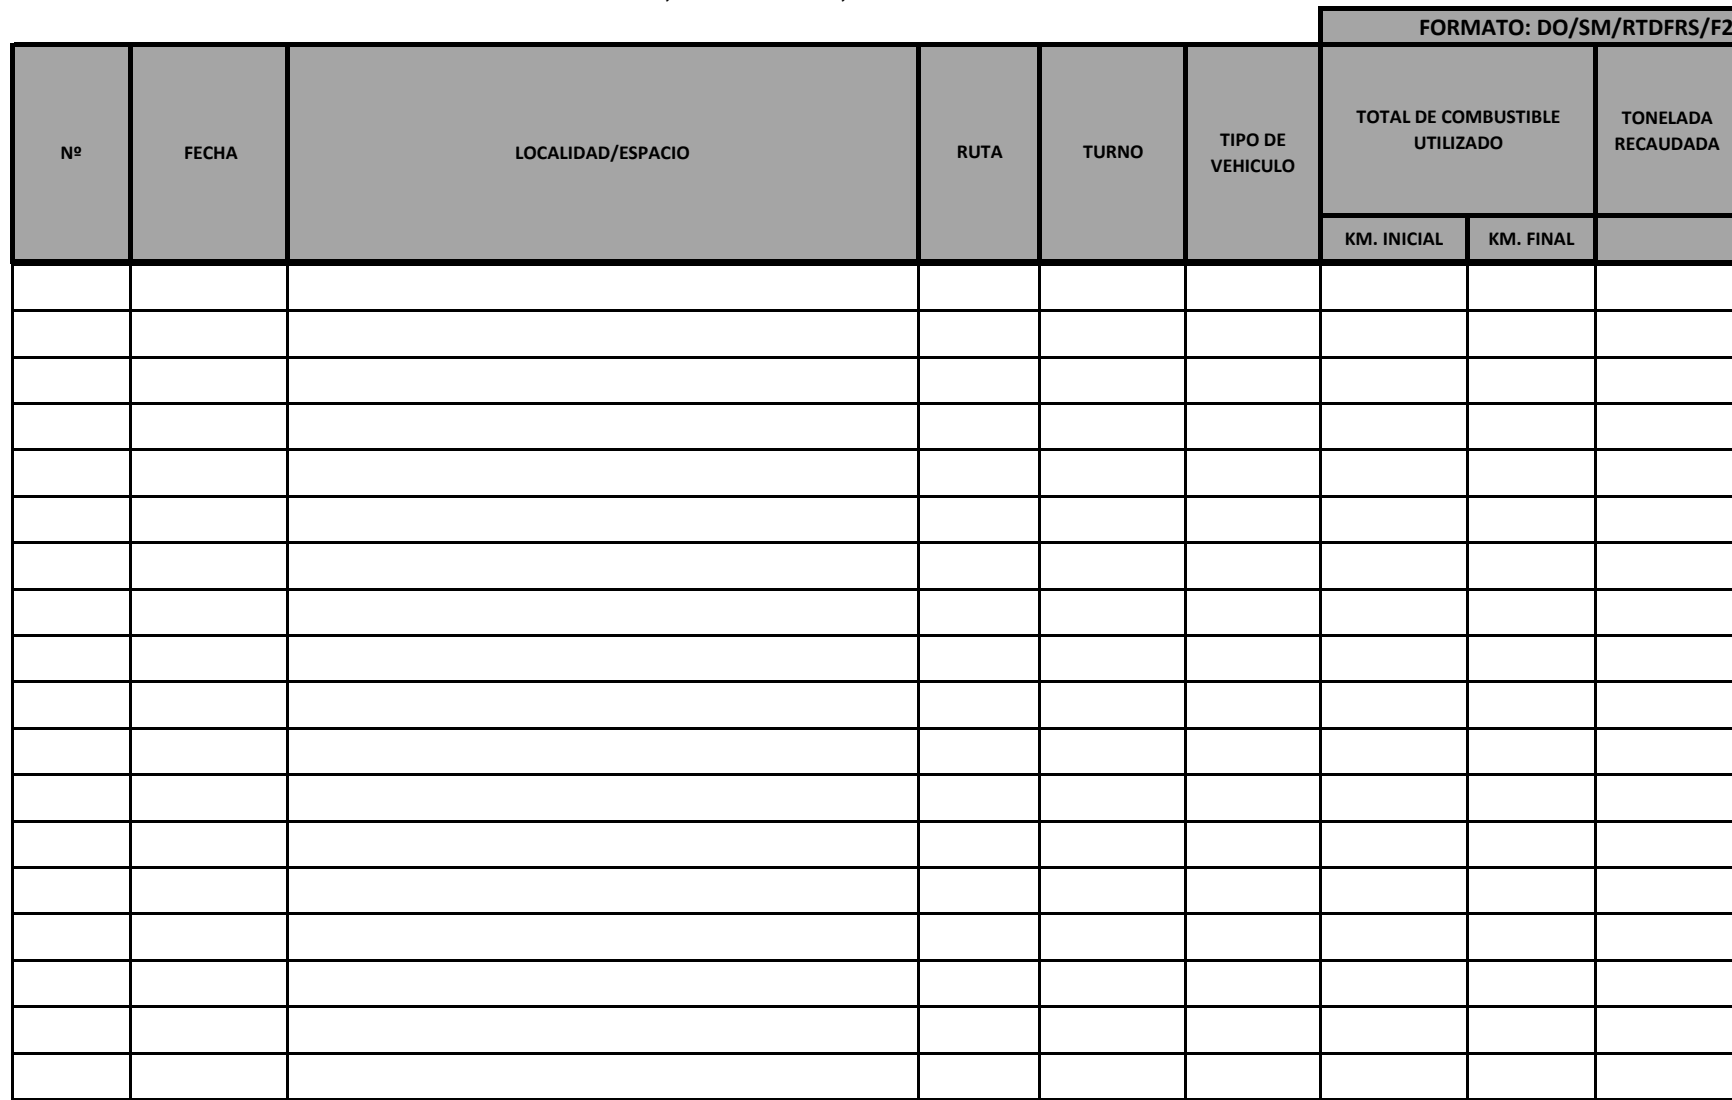 FORMATO: DO/SM/RTDFRS/F2
Nº
FECHA
LOCALIDAD/ESPACIO
RUTA
TURNO
TIPO DE
VEHICULO
TOTAL DE COMBUSTIBLE
UTILIZADO
TONELADA
RECAUDADA
KM. INICIAL
KM. FINAL